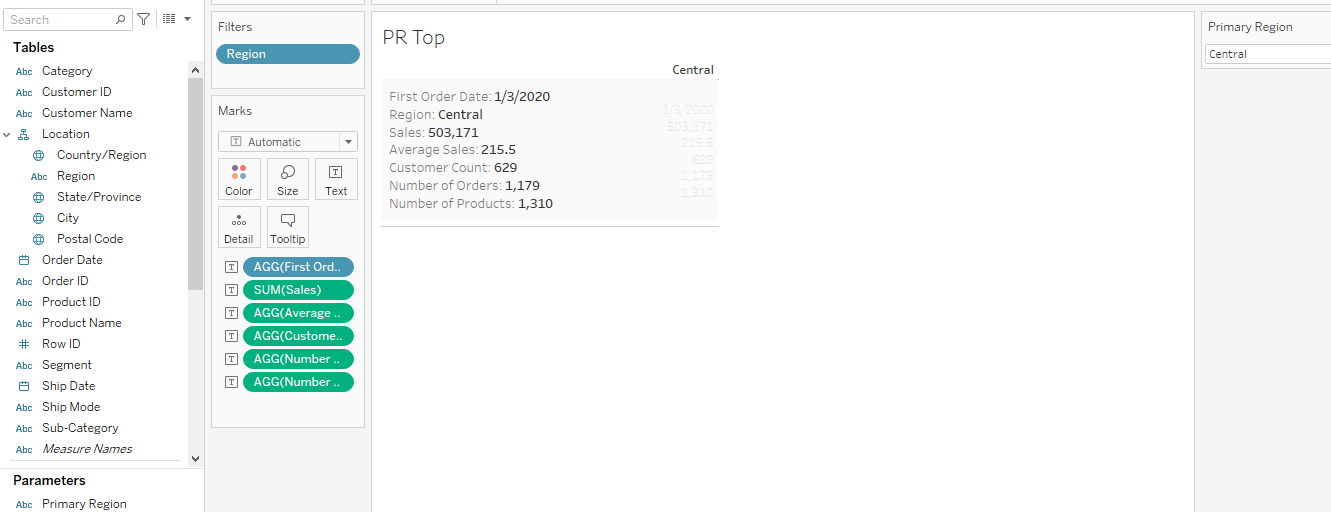 Search
Tables
Abc Category
Abc Customer ID
Abc Customer Name
Location
Country/Region
Abc Region
State/Province
City
Postal Code
Order Date
Abc Order ID
Abc Product ID
Abc Product Name
# Row ID
Abc Segment
Ship Date
Abc Ship Mode
Abc Sub-Category
Abc Measure Names
Parameters
Abc Primary Region
Filters
Region
Marks
T Automatic
Color
Size
T Text
Detail
Tooltip
T AGG(First Ord..
T SUM(Sales)
T AGG(Average ..
T AGG(Custome..
T AGG(Number ..
T AGG(Number ..
PR Top
Central
First Order Date: 1/3/2020
Region: Central
Sales: 503,171
Average Sales: 215.5
Customer Count: 629
Number of Orders: 1,179
Number of Products: 1,310
1/3/2020
503,171
215.5
629
1,179
1,310
Primary Region
Central